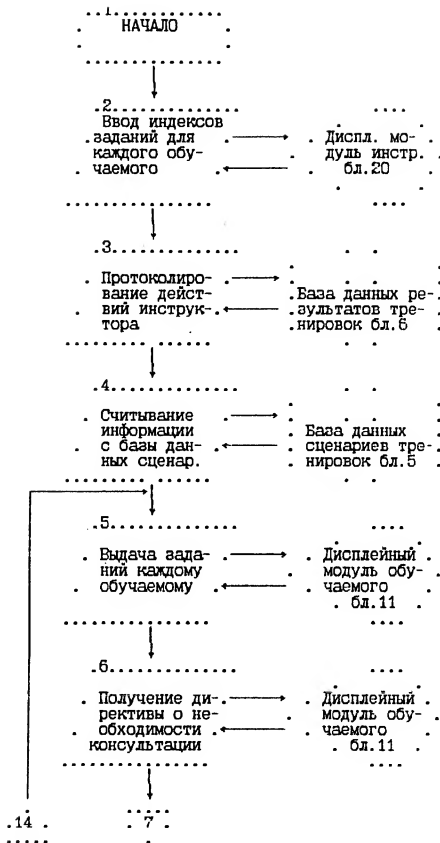 1
НАЧАЛО
2
Ввод индексов
заданий для
каждого обу-
чаемого
Диспл. мо-
дуль инстр.
бл.20
3
Протоколиро-
вание дейст-
вий инструк-
тора
База данных ре-
зультатов тре-
нировок бл.6
4
Считывание
информации
с базы дан-
ных сценар.
База данных
сценариев тре-
нировок бл.5
5
Выдача зада-
ний каждому
обучаемому
Дисплейный
модуль обу-
чаемого
бл.11
6
Получение ди-
рективы о не-
обходимости
консультации
Дисплейный
модуль обу-
чаемого
бл.11
14
7